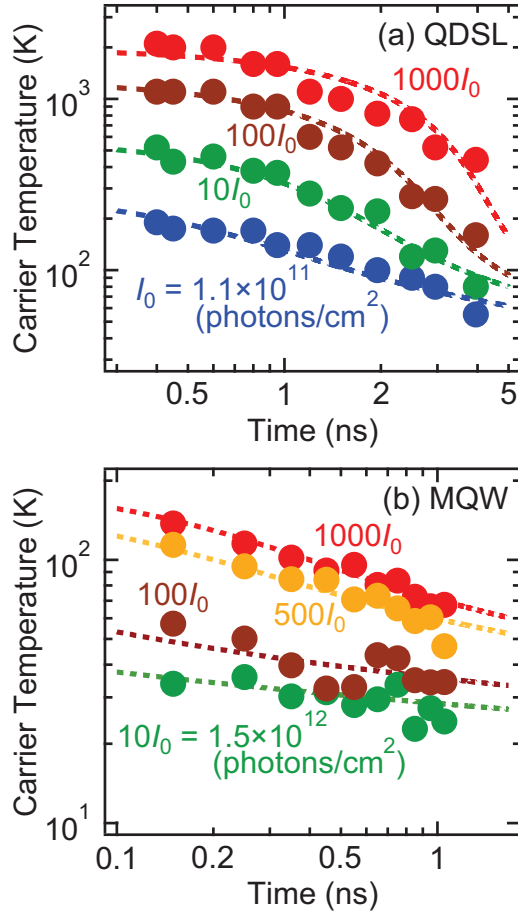 (a) QDSL
Carrier Temperature (K)
10³
10²
1000I₀
100I₀
10I₀
I₀ = 1.1×10¹¹
(photons/cm²)
0.5
1
2
5
Time (ns)
(b) MQW
Carrier Temperature (K)
10²
10¹
1000I₀
500I₀
100I₀
10I₀ = 1.5×10¹²
(photons/cm²)
0.1
0.2
0.5
1
Time (ns)